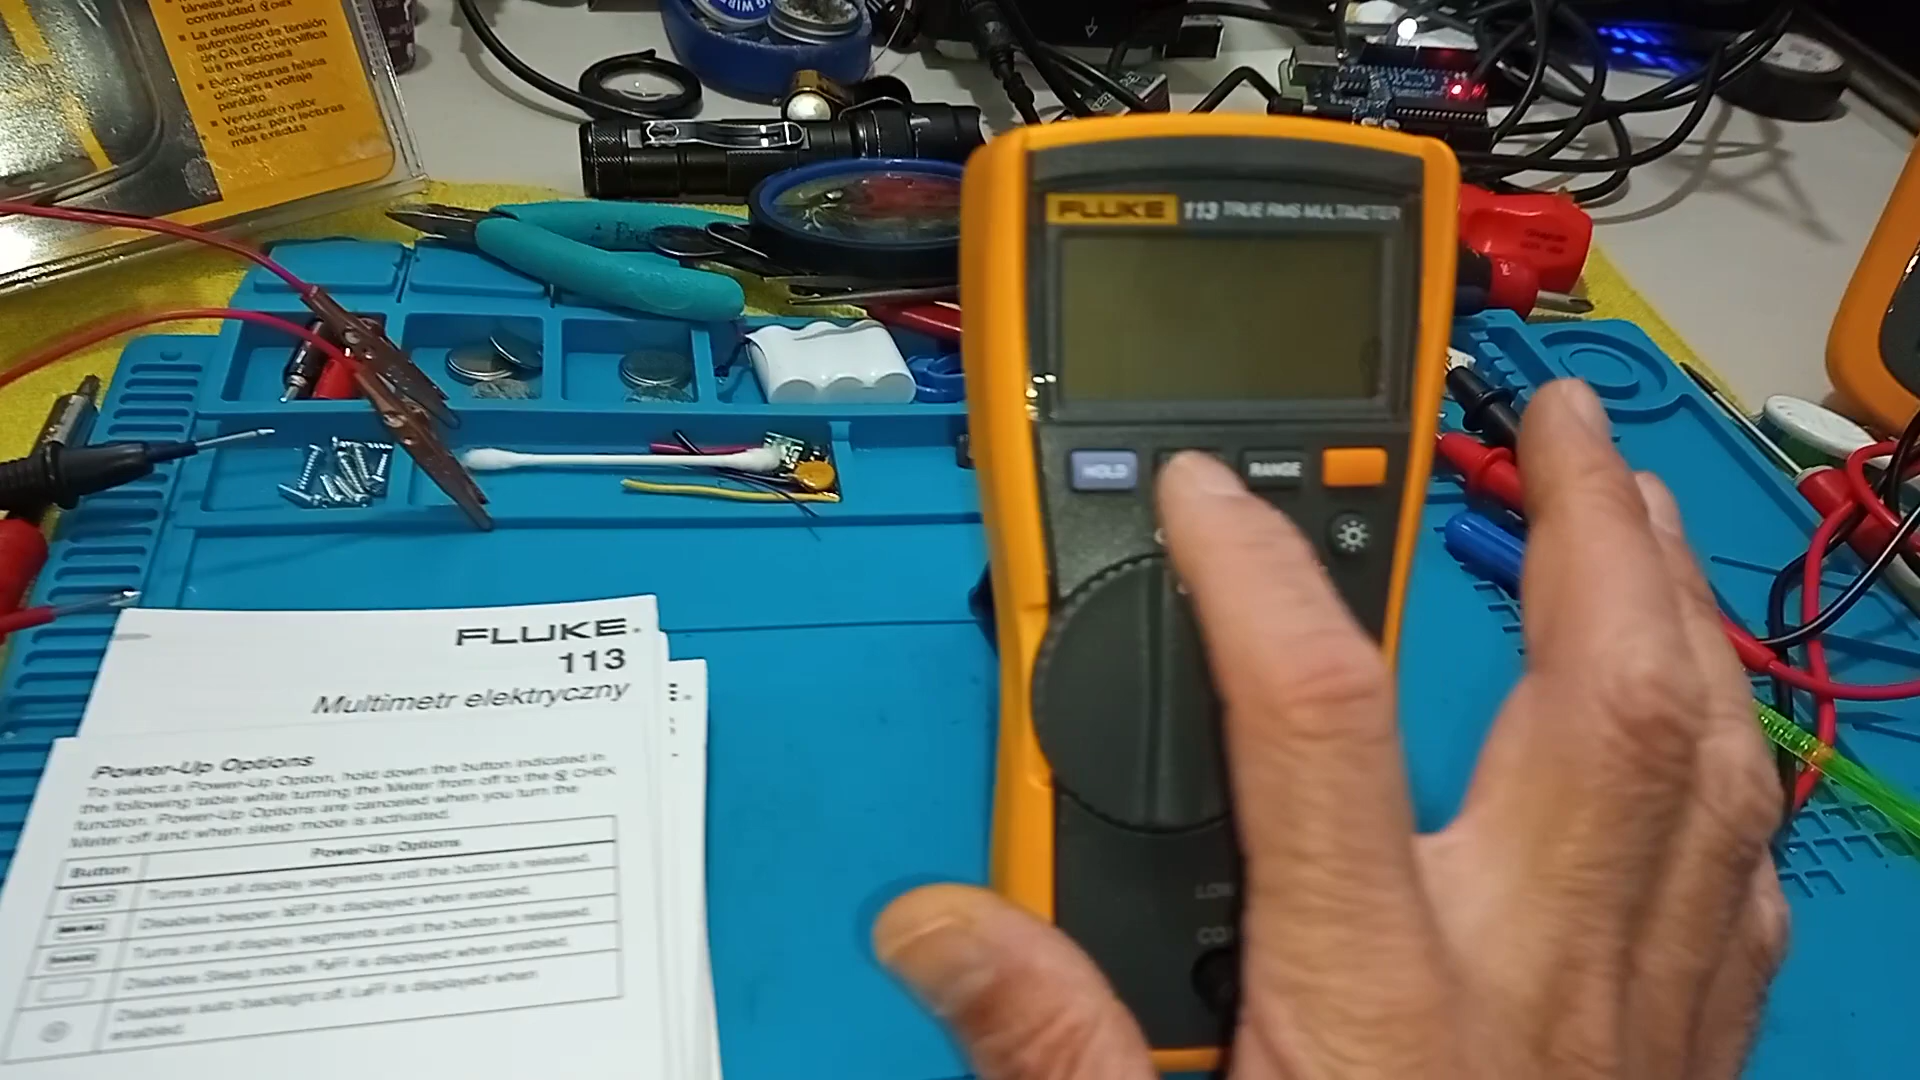 continuidad
■ La detección
automática de tensión
de CA o CC simplifica
las mediciones
■ Evita lecturas falsas
debidas a voltaje
parásito
■ Verdadero valor
eficaz, para lecturas
más exactas
FLUKE 113 TRUE RMS MULTIMETER
HOLD
RANGE
FLUKE®
113
Multimetr elektryczny
Power-Up Options
To select a Power-Up Option, hold down the button indicated in
the following table while turning the Meter from off to the CHEK
function. Power-Up Options are canceled when you turn the
Meter off and when sleep mode is activated.
Button
Power-Up Options
HOLD
Turns on all display segments until the button is released.
Disables beeper. bEEP is displayed when enabled.
RANGE
Turns on all display segments until the button is released.
Disables Sleep mode. PoFF is displayed when enabled.
Disables auto backlight off. LoFF is displayed when
enabled.
CO